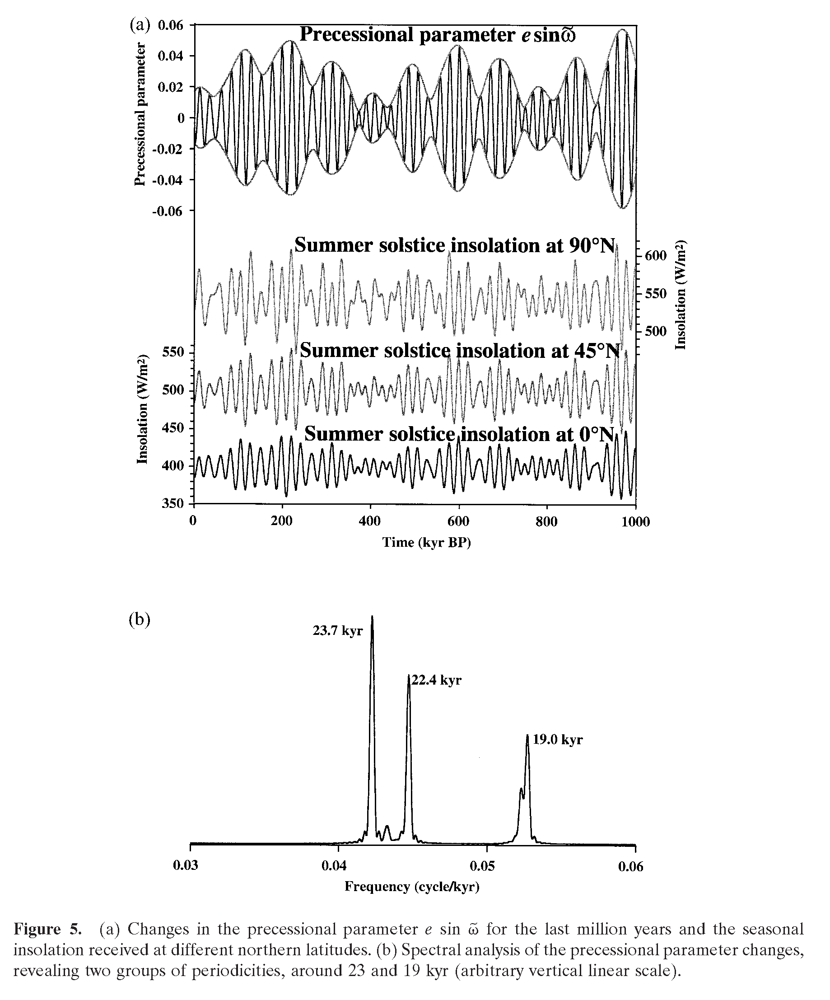 (a)
0.06
0.04
0.02
0
-0.02
-0.04
-0.06
Precessional parameter
Precessional parameter e sinω̃
Summer solstice insolation at 90°N
600
550
500
Insolation (W/m²)
Summer solstice insolation at 45°N
550
500
450
400
350
Insolation (W/m²)
Summer solstice insolation at 0°N
0
200
400
600
800
1000
Time (kyr BP)
(b)
23.7 kyr
22.4 kyr
19.0 kyr
0.03
0.04
0.05
0.06
Frequency (cycle/kyr)
Figure 5. (a) Changes in the precessional parameter e sin ω̃ for the last million years and the seasonal
insolation received at different northern latitudes. (b) Spectral analysis of the precessional parameter changes,
revealing two groups of periodicities, around 23 and 19 kyr (arbitrary vertical linear scale).